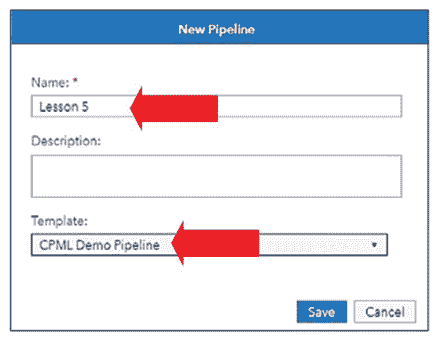 New Pipeline
Name: *
Lesson 5
Description:
Template:
CPML Demo Pipeline
Save Cancel